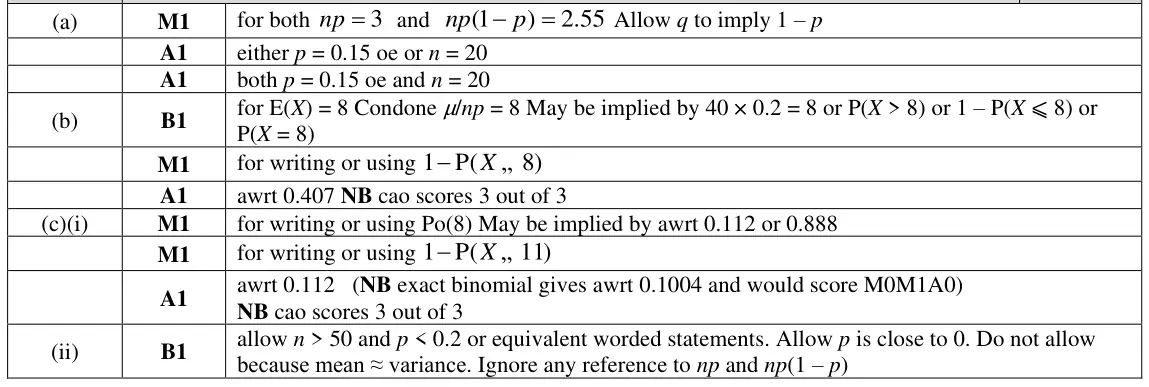 (a) M1 for both np = 3 and np(1 − p) = 2.55 Allow q to imply 1 – p
A1 either p = 0.15 oe or n = 20
A1 both p = 0.15 oe and n = 20
(b) B1 for E(X) = 8 Condone μ/np = 8 May be implied by 40 × 0.2 = 8 or P(X > 8) or 1 – P(X ⩽ 8) or
P(X = 8)
M1 for writing or using 1 − P(X ,, 8)
A1 awrt 0.407 NB cao scores 3 out of 3
(c)(i) M1 for writing or using Po(8) May be implied by awrt 0.112 or 0.888
M1 for writing or using 1 − P(X ,, 11)
A1 awrt 0.112 (NB exact binomial gives awrt 0.1004 and would score M0M1A0)
NB cao scores 3 out of 3
(ii) B1 allow n > 50 and p < 0.2 or equivalent worded statements. Allow p is close to 0. Do not allow
because mean ≈ variance. Ignore any reference to np and np(1 – p)